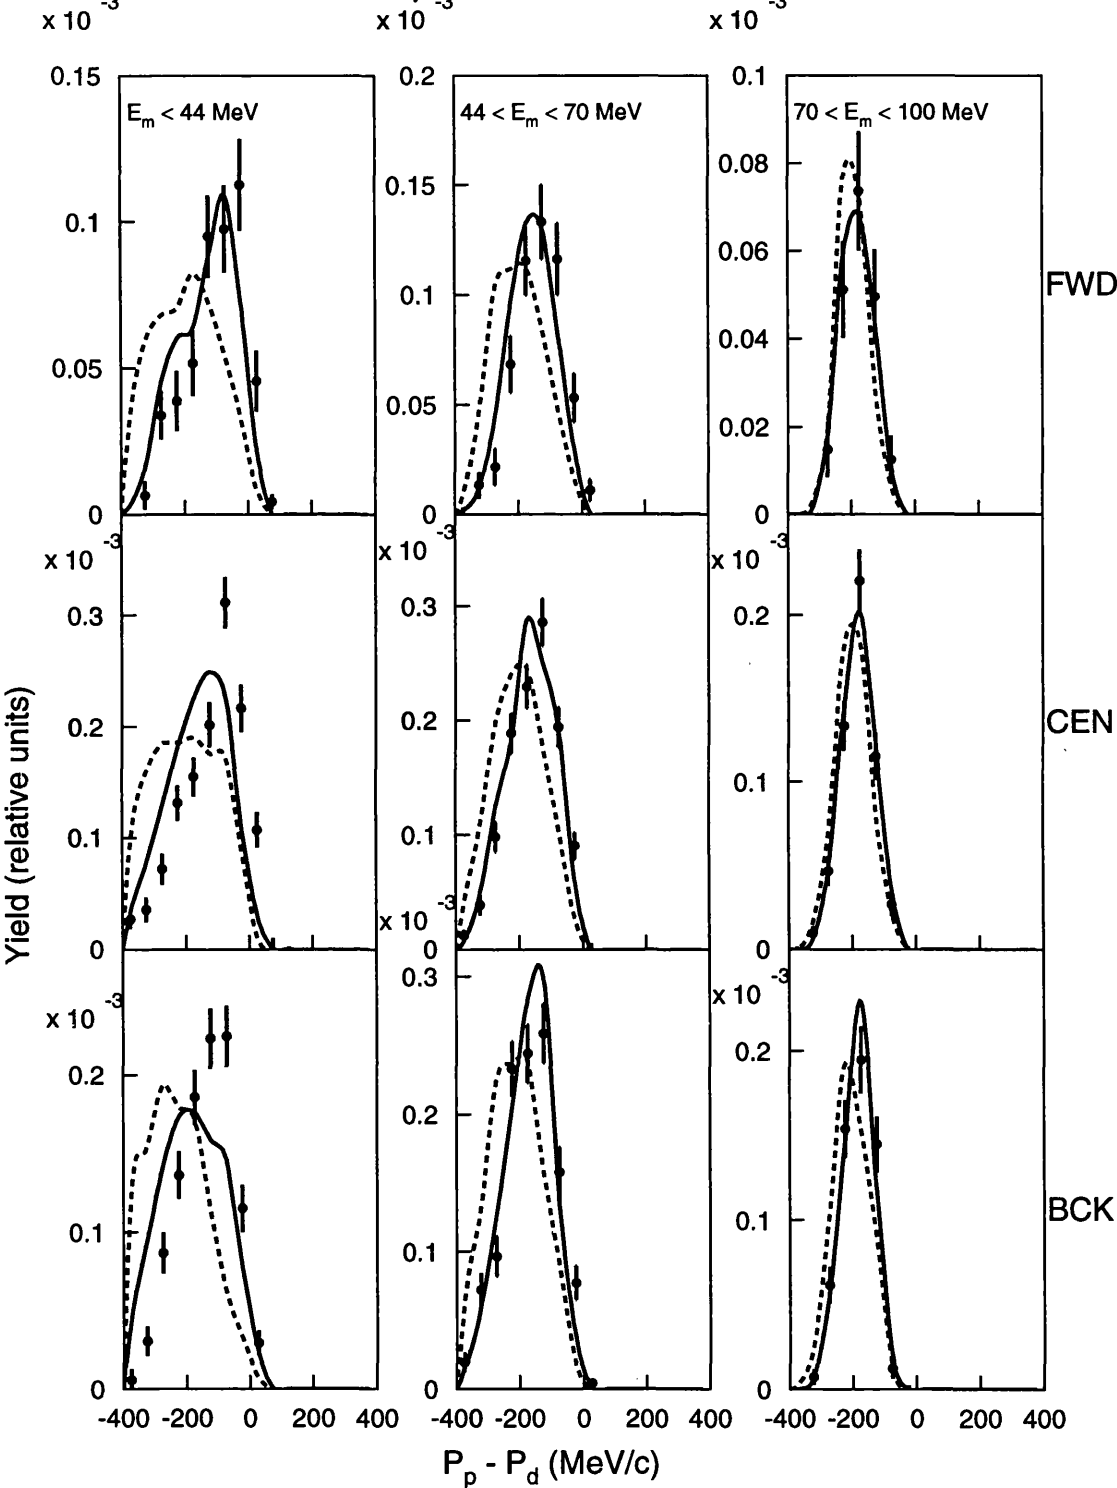 x 10 -3 x 10 -3 x 10 -3
0.15 0.2 0.1
E_m < 44 MeV 44 < E_m < 70 MeV 70 < E_m < 100 MeV
0.08
0.15
0.1 0.06
FWD
0.1
0.05 0.04
0.05 0.02
0 0 0
x 10 -3 x 10 -3 x 10 -3
0.3 0.3 0.2
0.2 0.2 CEN
0.1 0.1 0.1
x 10 -3
0 0 0
0.3
x 10 -3 x 10 -3
0.2 0.2 0.2
0.1 0.1 0.1 BCK
0 0 0
-400 -200 0 200 400 -400 -200 0 200 400 -400 -200 0 200 400
P_p - P_d (MeV/c)
Yield (relative units)